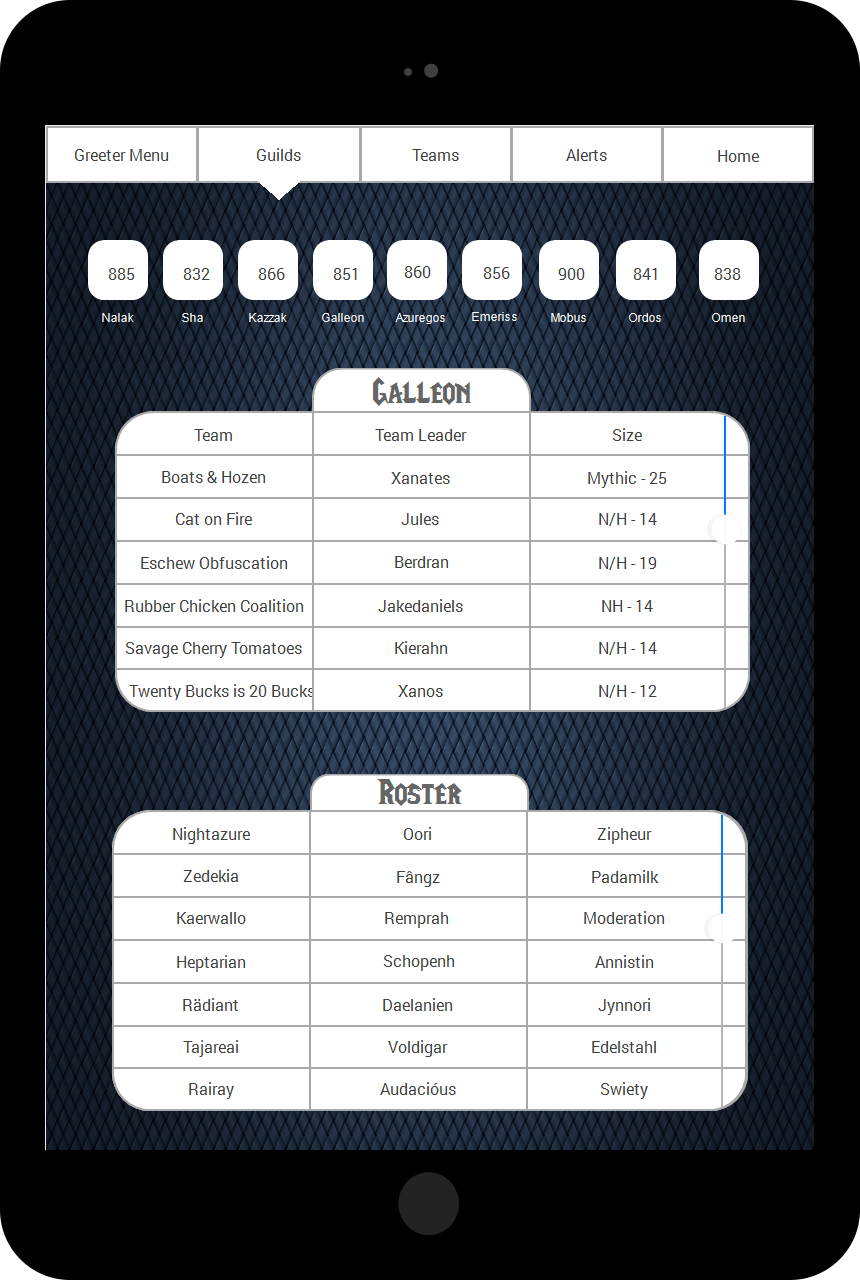 Greeter Menu Guilds Teams Alerts Home
885 832 866 851 860 856 900 841 838
Nalak Sha Kazzak Galleon Azuregos Emeriss Mobus Ordos Omen
Galleon
Team Team Leader Size
Boats & Hozen Xanates Mythic - 25
Cat on Fire Jules N/H - 14
Eschew Obfuscation Berdran N/H - 19
Rubber Chicken Coalition Jakedaniels NH - 14
Savage Cherry Tomatoes Kierahn N/H - 14
Twenty Bucks is 20 Bucks Xanos N/H - 12
Roster
Nightazure Oori Zipheur
Zedekia Fângz Padamilk
Kaerwallo Remprah Moderation
Heptarian Schopenh Annistin
Rädiant Daelanien Jynnori
Tajareai Voldigar Edelstahl
Rairay Audacióus Swiety